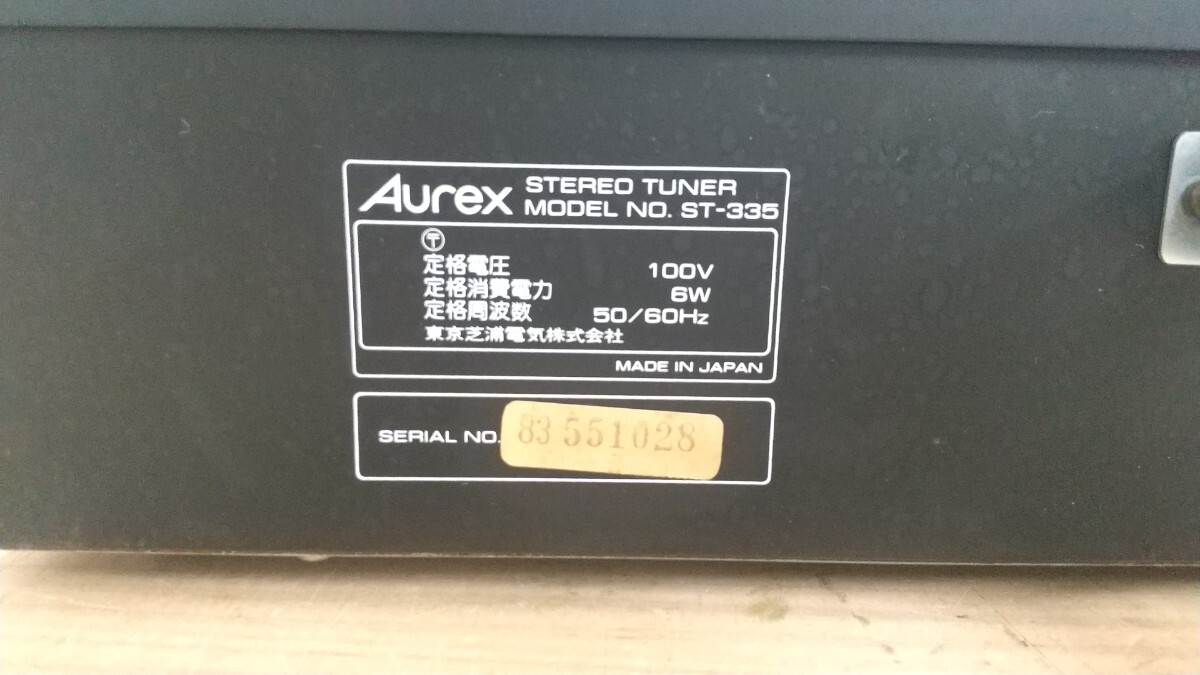 Aurex
STEREO TUNER
MODEL NO. ST-335
〒
定格電圧 100V
定格消費電力 6W
定格周波数 50/60Hz
東京芝浦電気株式会社
MADE IN JAPAN
SERIAL NO. 83 551028